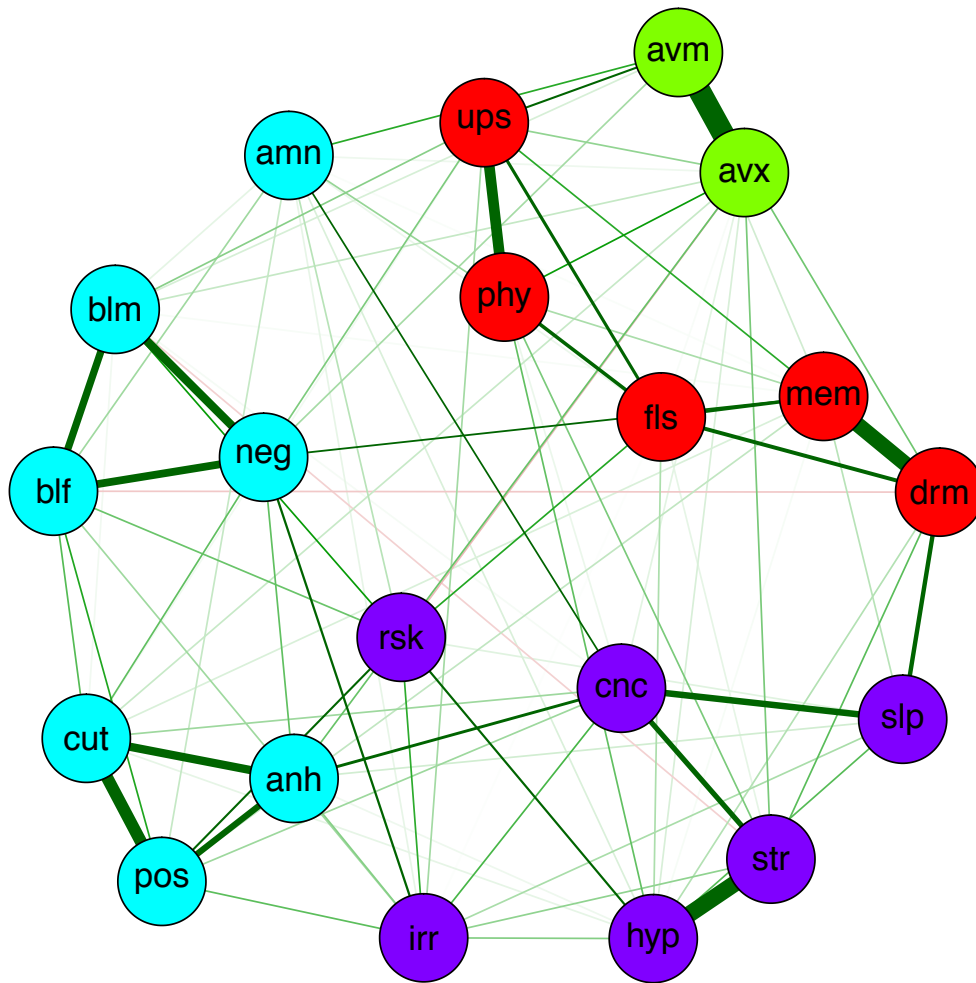 avm
ups
amn
avx
phy
blm
mem
fls
neg
blf
drm
rsk
cnc
slp
cut
anh
str
pos
irr
hyp